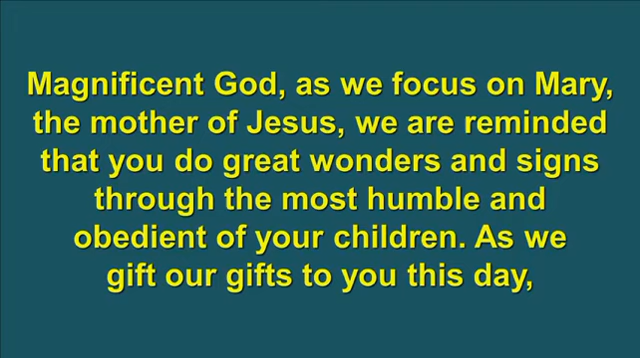 Magnificent God, as we focus on Mary,
the mother of Jesus, we are reminded
that you do great wonders and signs
through the most humble and
obedient of your children. As we
gift our gifts to you this day,